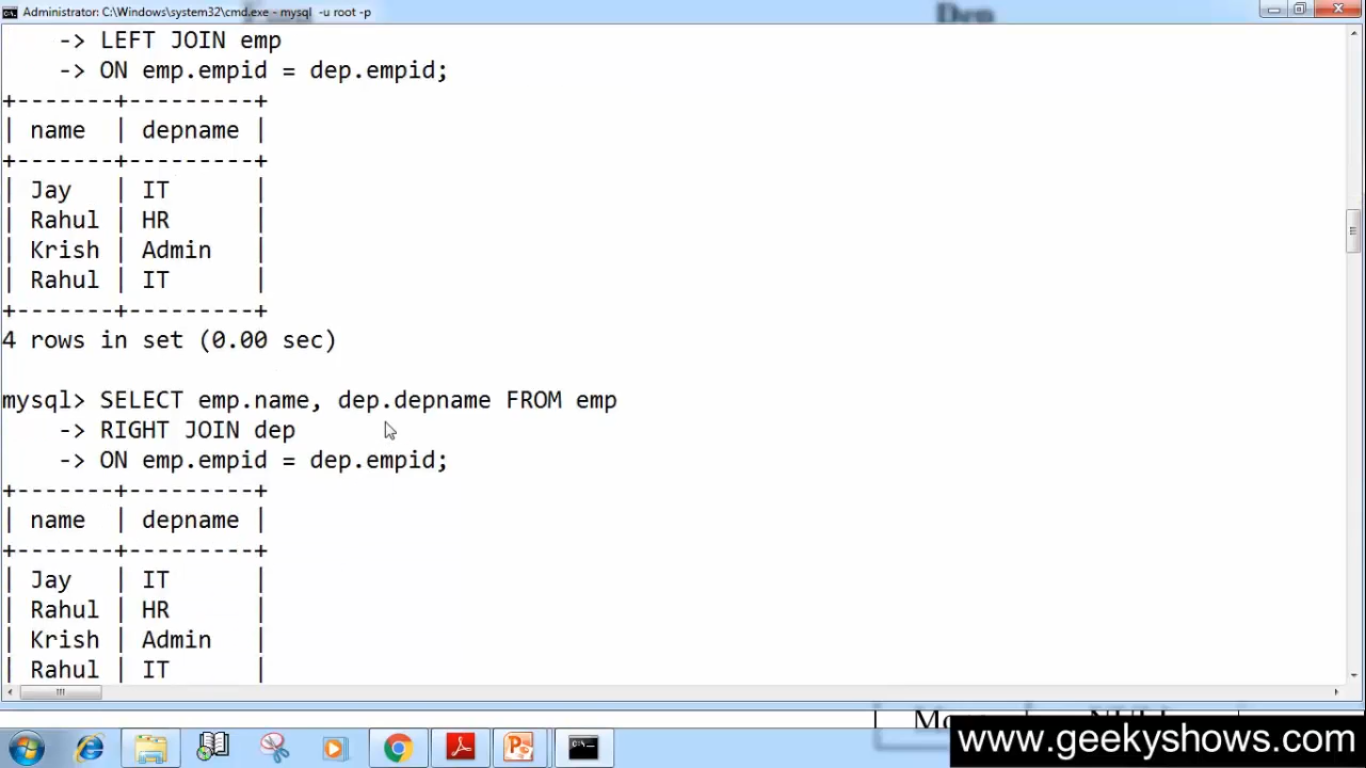 Administrator: C:\Windows\system32\cmd.exe - mysql -u root -p
Dep
-> LEFT JOIN emp
-> ON emp.empid = dep.empid;
+-------+---------+
| name | depname |
+-------+---------+
| Jay | IT |
| Rahul | HR |
| Krish | Admin |
| Rahul | IT |
+-------+---------+
4 rows in set (0.00 sec)
mysql> SELECT emp.name, dep.depname FROM emp
-> RIGHT JOIN dep
-> ON emp.empid = dep.empid;
+-------+---------+
| name | depname |
+-------+---------+
| Jay | IT |
| Rahul | HR |
| Krish | Admin |
| Rahul | IT |
www.geekyshows.com